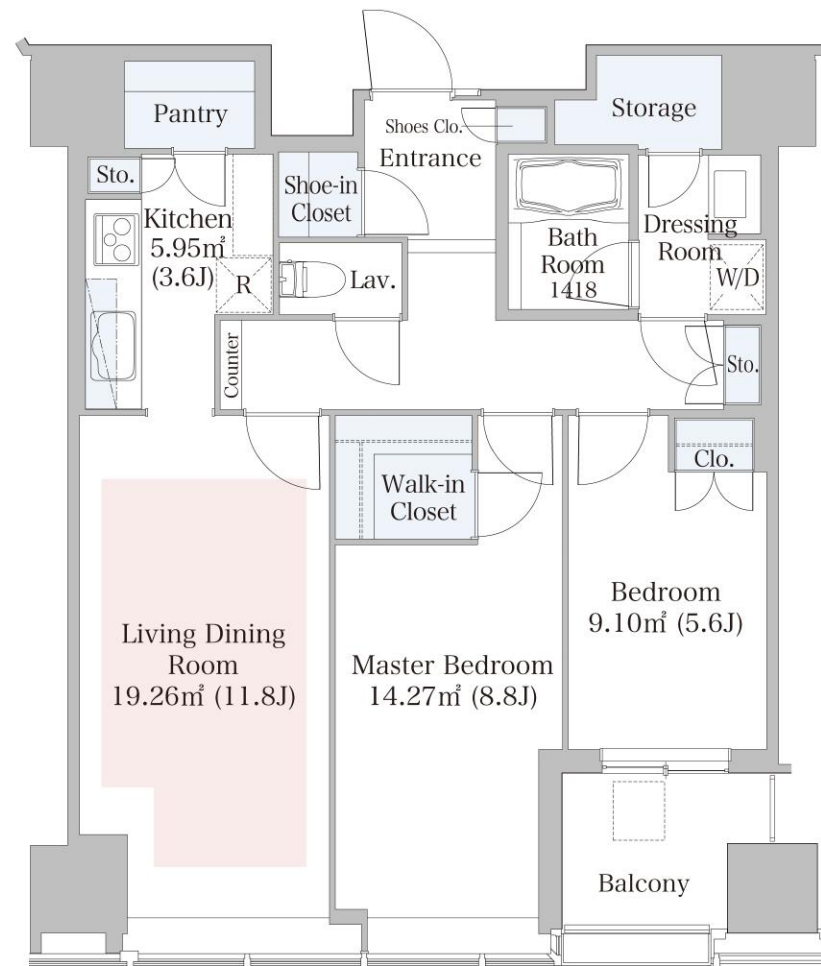 Pantry
Storage
Shoes Clo.
Entrance
Sto.
Shoe-in
Closet
Kitchen
5.95㎡
(3.6J)
Bath
Room
1418
Dressing
Room
R
Lav.
W/D
Counter
Sto.
Walk-in
Closet
Clo.
Bedroom
9.10㎡ (5.6J)
Living Dining
Room
19.26㎡ (11.8J)
Master Bedroom
14.27㎡ (8.8J)
Balcony